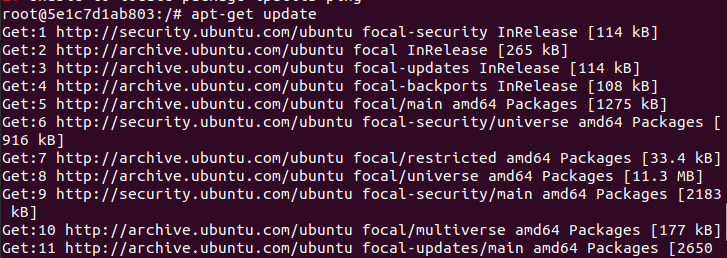 root@5e1c7d1ab803:/# apt-get update
Get:1 http://security.ubuntu.com/ubuntu focal-security InRelease [114 kB]
Get:2 http://archive.ubuntu.com/ubuntu focal InRelease [265 kB]
Get:3 http://archive.ubuntu.com/ubuntu focal-updates InRelease [114 kB]
Get:4 http://archive.ubuntu.com/ubuntu focal-backports InRelease [108 kB]
Get:5 http://archive.ubuntu.com/ubuntu focal/main amd64 Packages [1275 kB]
Get:6 http://security.ubuntu.com/ubuntu focal-security/universe amd64 Packages [
916 kB]
Get:7 http://archive.ubuntu.com/ubuntu focal/restricted amd64 Packages [33.4 kB]
Get:8 http://archive.ubuntu.com/ubuntu focal/universe amd64 Packages [11.3 MB]
Get:9 http://security.ubuntu.com/ubuntu focal-security/main amd64 Packages [2183
 kB]
Get:10 http://archive.ubuntu.com/ubuntu focal/multiverse amd64 Packages [177 kB]
Get:11 http://archive.ubuntu.com/ubuntu focal-updates/main amd64 Packages [2650